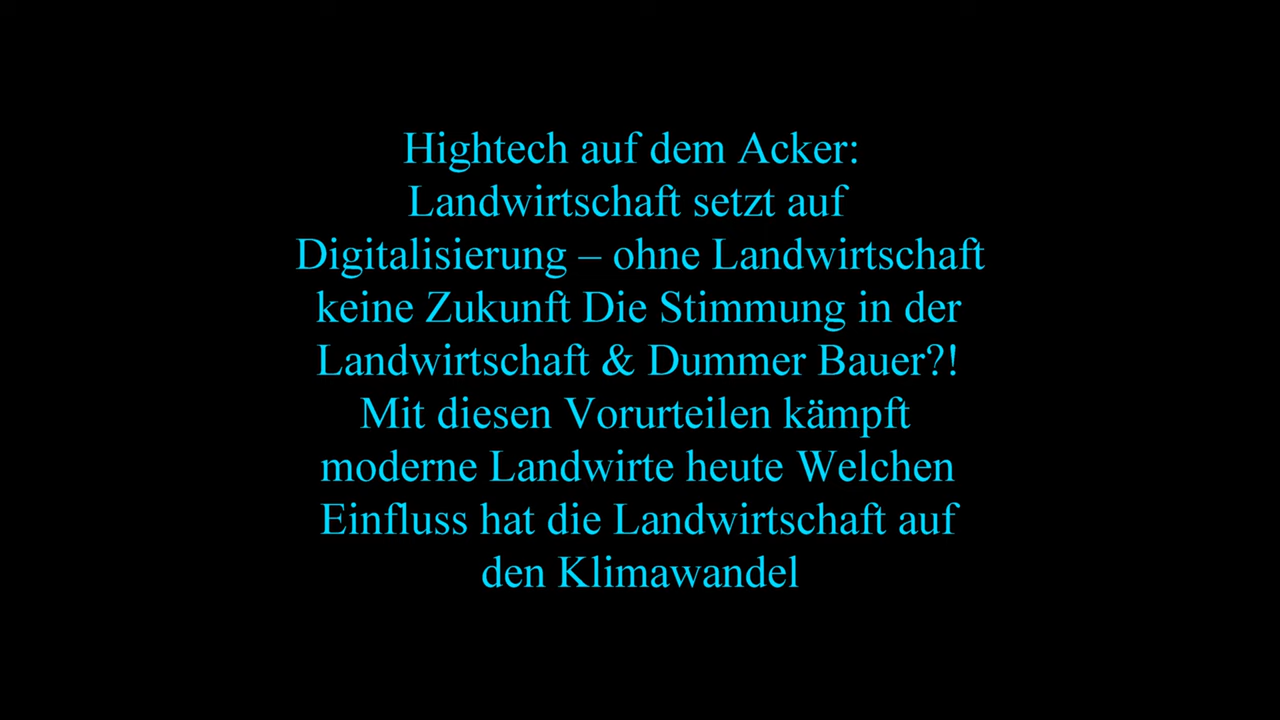 Hightech auf dem Acker:
Landwirtschaft setzt auf
Digitalisierung – ohne Landwirtschaft
keine Zukunft Die Stimmung in der
Landwirtschaft & Dummer Bauer?!
Mit diesen Vorurteilen kämpft
moderne Landwirte heute Welchen
Einfluss hat die Landwirtschaft auf
den Klimawandel